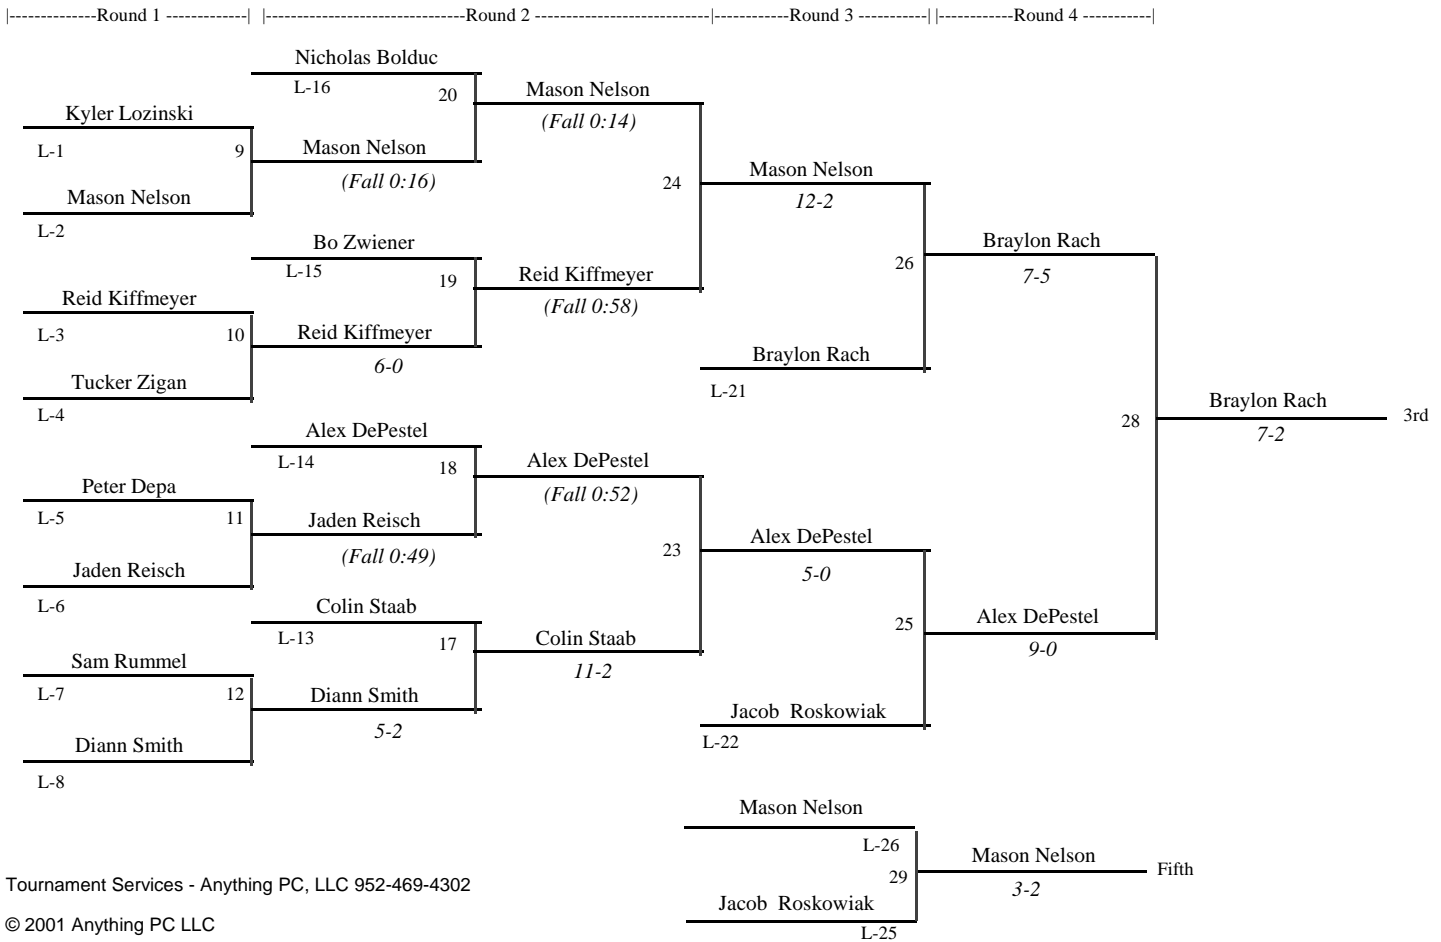 |--------------Round 1 -------------| |-------------------------------Round 2 ---------------------------|------------Round 3 -----------| |------------Round 4 -----------|
Nicholas Bolduc
L-16
20
Mason Nelson
(Fall 0:14)
Kyler Lozinski
L-1
9
Mason Nelson
(Fall 0:16)
Mason Nelson
L-2
24
Mason Nelson
12-2
Bo Zwiener
L-15
19
Reid Kiffmeyer
(Fall 0:58)
26
Braylon Rach
7-5
Reid Kiffmeyer
L-3
10
Reid Kiffmeyer
6-0
Tucker Zigan
L-4
Braylon Rach
L-21
28
Braylon Rach
7-2
3rd
Alex DePestel
L-14
18
Alex DePestel
(Fall 0:52)
Peter Depa
L-5
11
Jaden Reisch
(Fall 0:49)
Jaden Reisch
L-6
23
Alex DePestel
5-0
Colin Staab
L-13
17
Colin Staab
11-2
25
Alex DePestel
9-0
Sam Rummel
L-7
12
Diann Smith
5-2
Diann Smith
L-8
Jacob Roskowiak
L-22
Mason Nelson
L-26
29
Mason Nelson
3-2
Fifth
Jacob Roskowiak
L-25
Tournament Services - Anything PC, LLC 952-469-4302
© 2001 Anything PC LLC